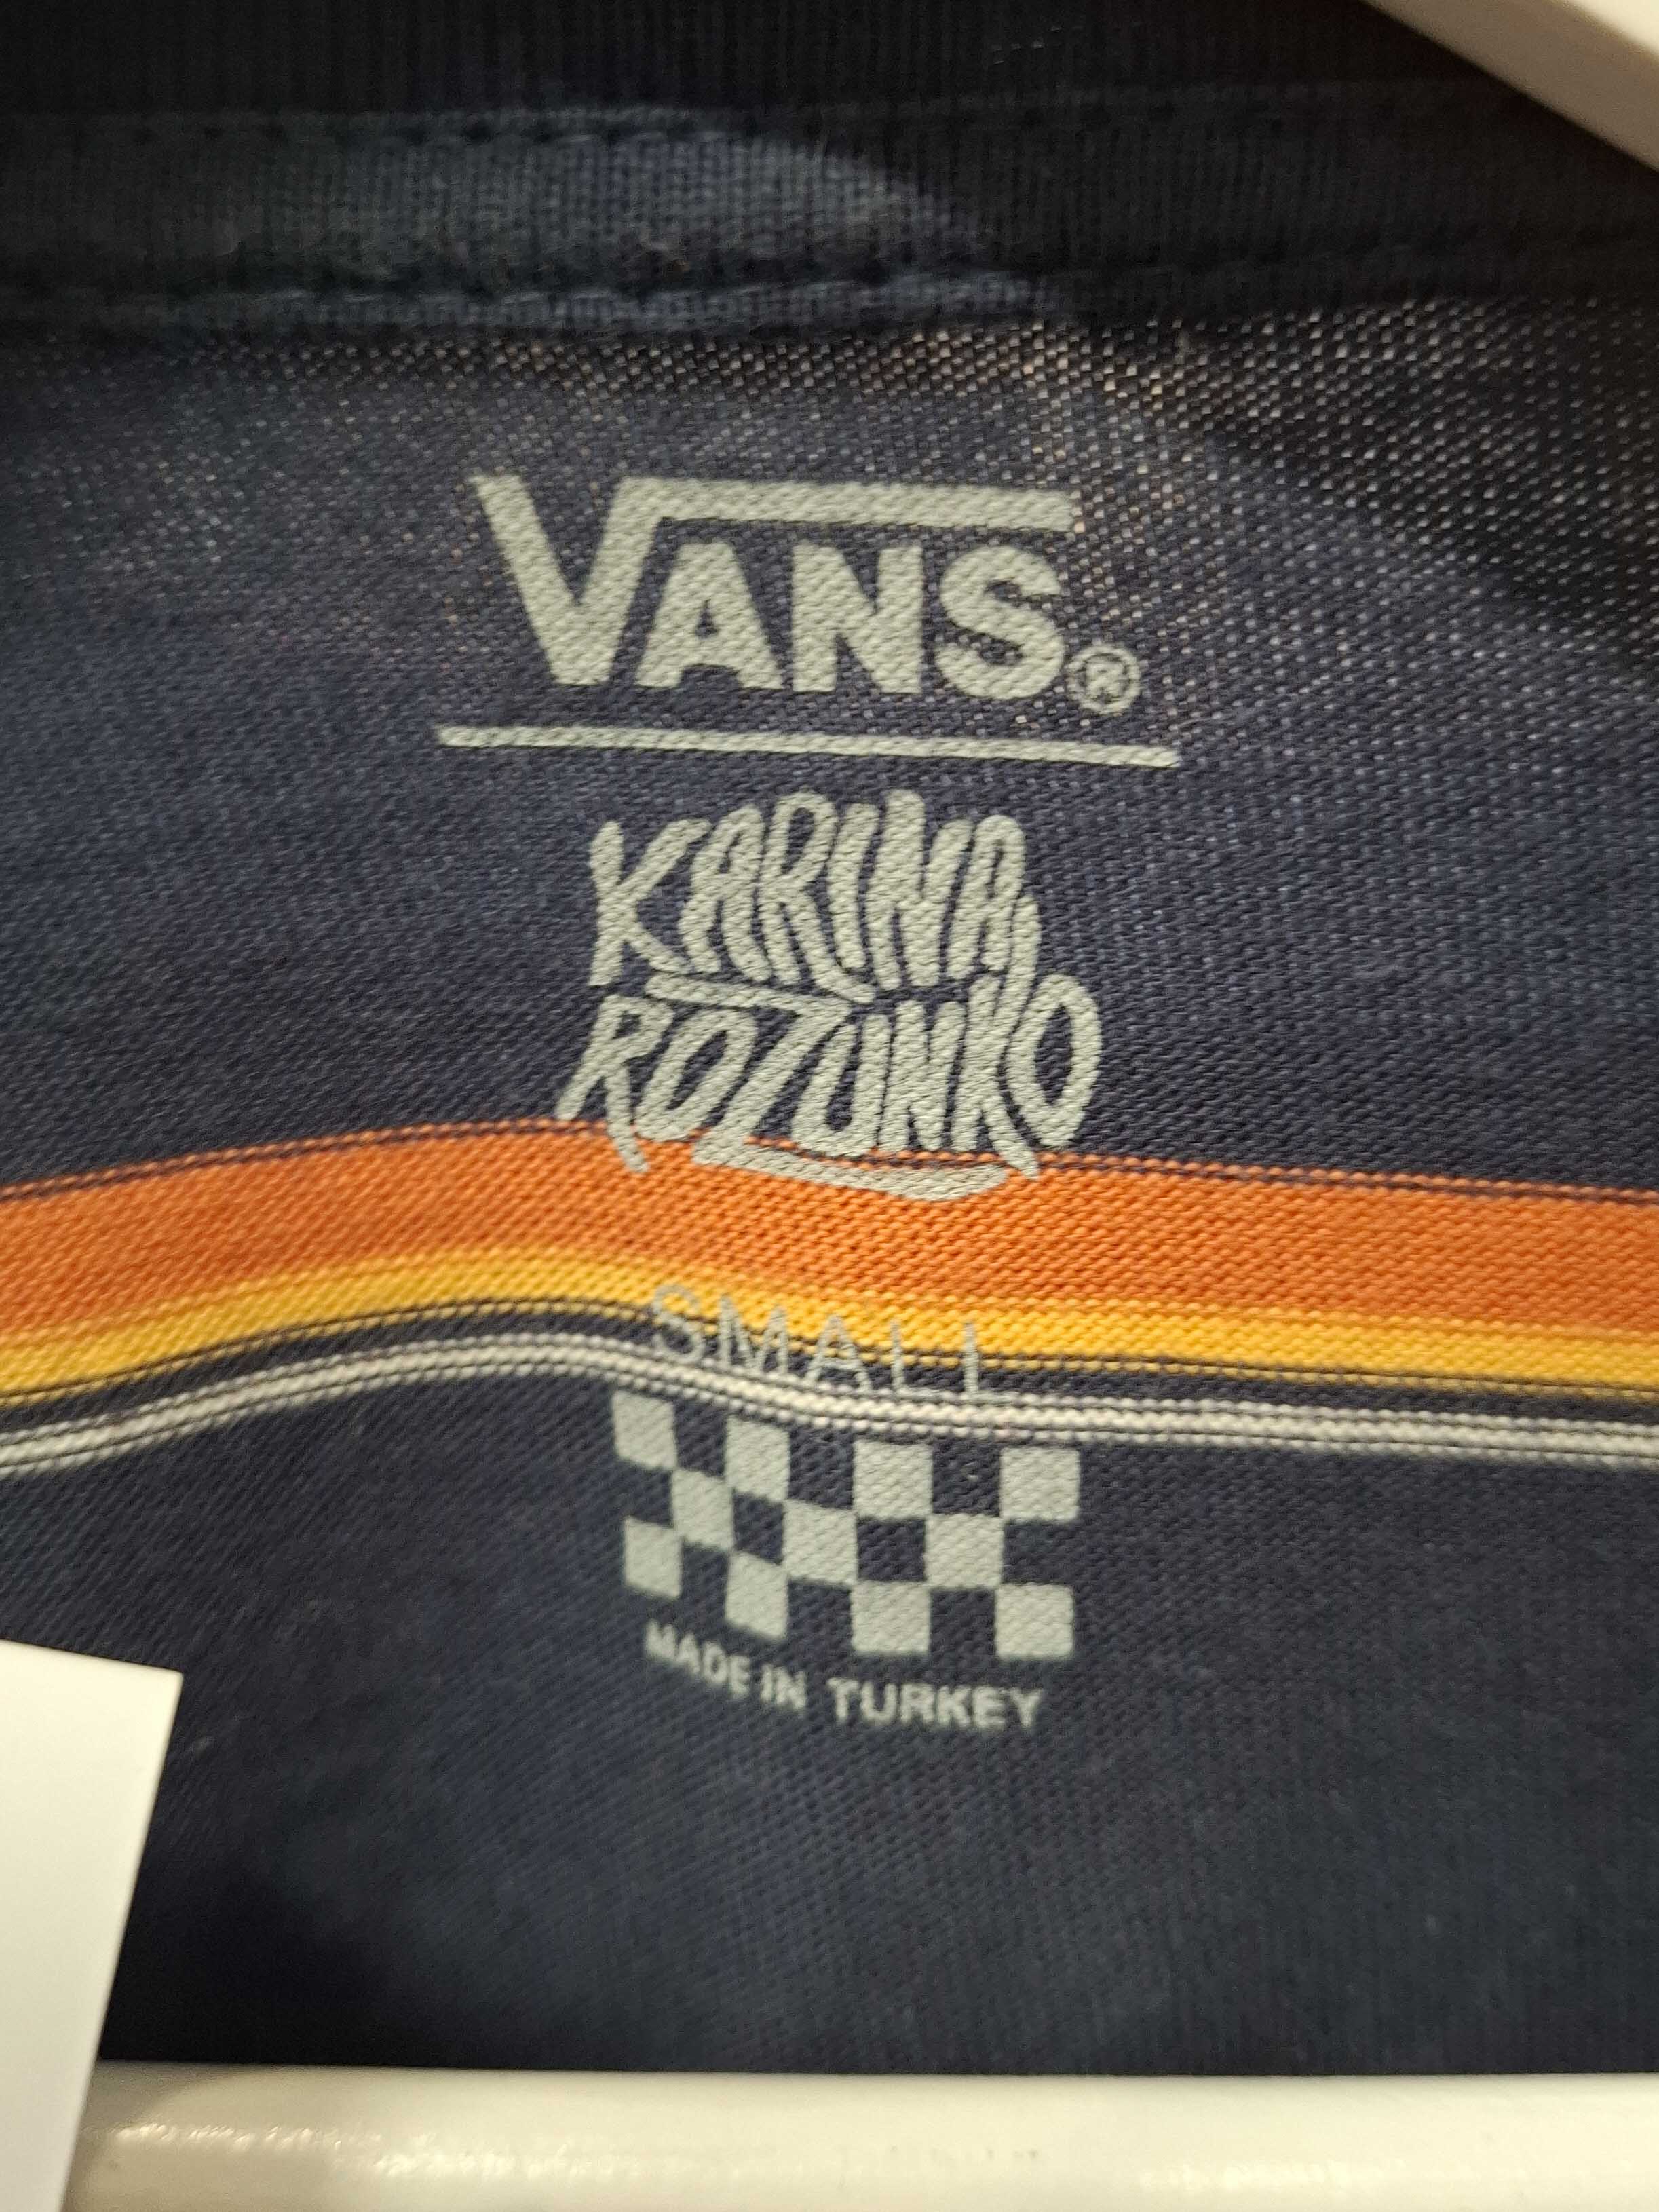 VANS®
KARINA
ROZUNKO
SMALL
MADE IN TURKEY